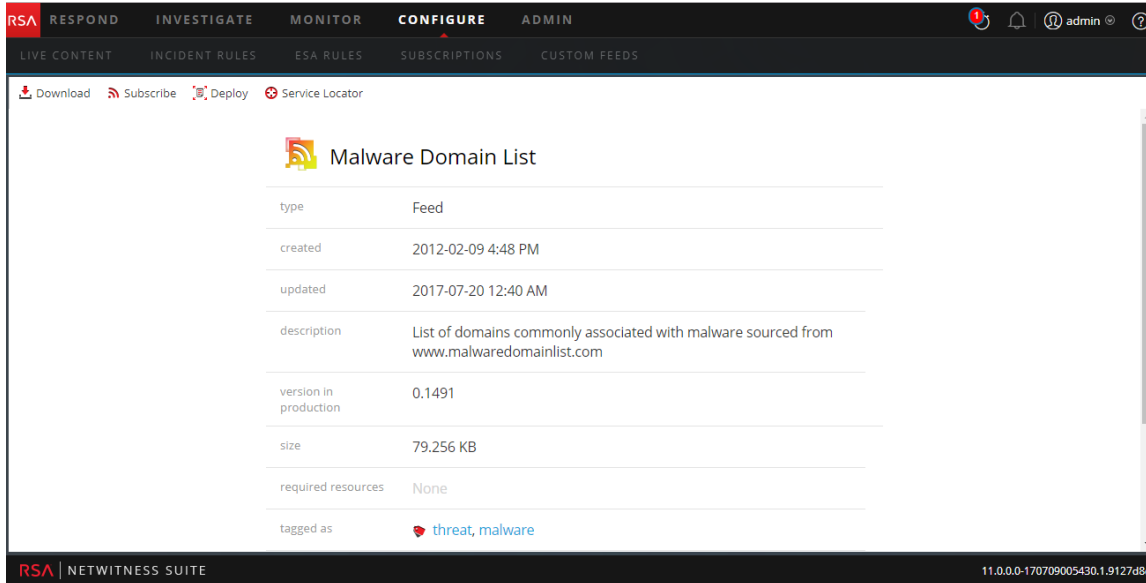 RSA RESPOND INVESTIGATE MONITOR CONFIGURE ADMIN 1 admin ?
LIVE CONTENT INCIDENT RULES ESA RULES SUBSCRIPTIONS CUSTOM FEEDS
Download Subscribe Deploy Service Locator
Malware Domain List
type Feed
created 2012-02-09 4:48 PM
updated 2017-07-20 12:40 AM
description List of domains commonly associated with malware sourced from
www.malwaredomainlist.com
version in
production 0.1491
size 79.256 KB
required resources None
tagged as threat, malware
RSA NETWITNESS SUITE 11.0.0.0-170709005430.1.9127d8